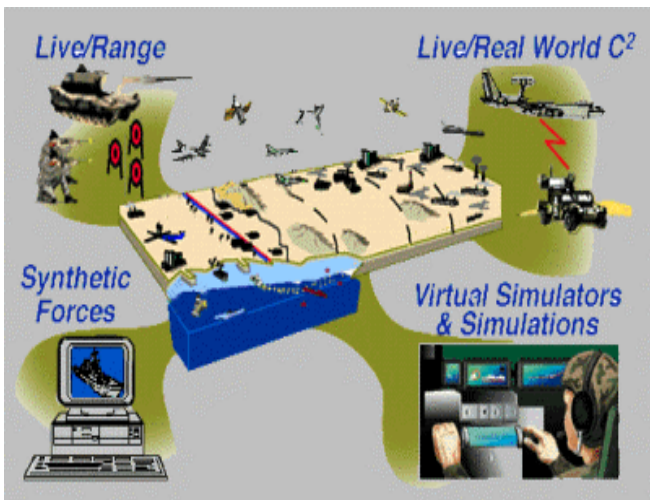 Live/Range
Live/Real World C²
Synthetic
Forces
Virtual Simulators
& Simulations